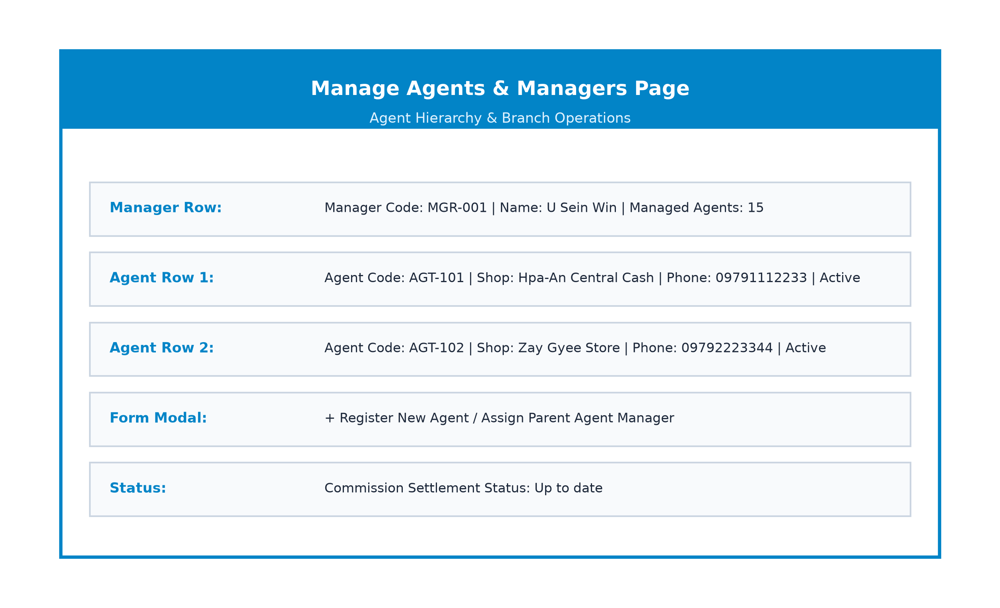 Manage Agents & Managers Page
Agent Hierarchy & Branch Operations
Manager Row: Manager Code: MGR-001 | Name: U Sein Win | Managed Agents: 15
Agent Row 1: Agent Code: AGT-101 | Shop: Hpa-An Central Cash | Phone: 09791112233 | Active
Agent Row 2: Agent Code: AGT-102 | Shop: Zay Gyee Store | Phone: 09792223344 | Active
Form Modal: + Register New Agent / Assign Parent Agent Manager
Status: Commission Settlement Status: Up to date